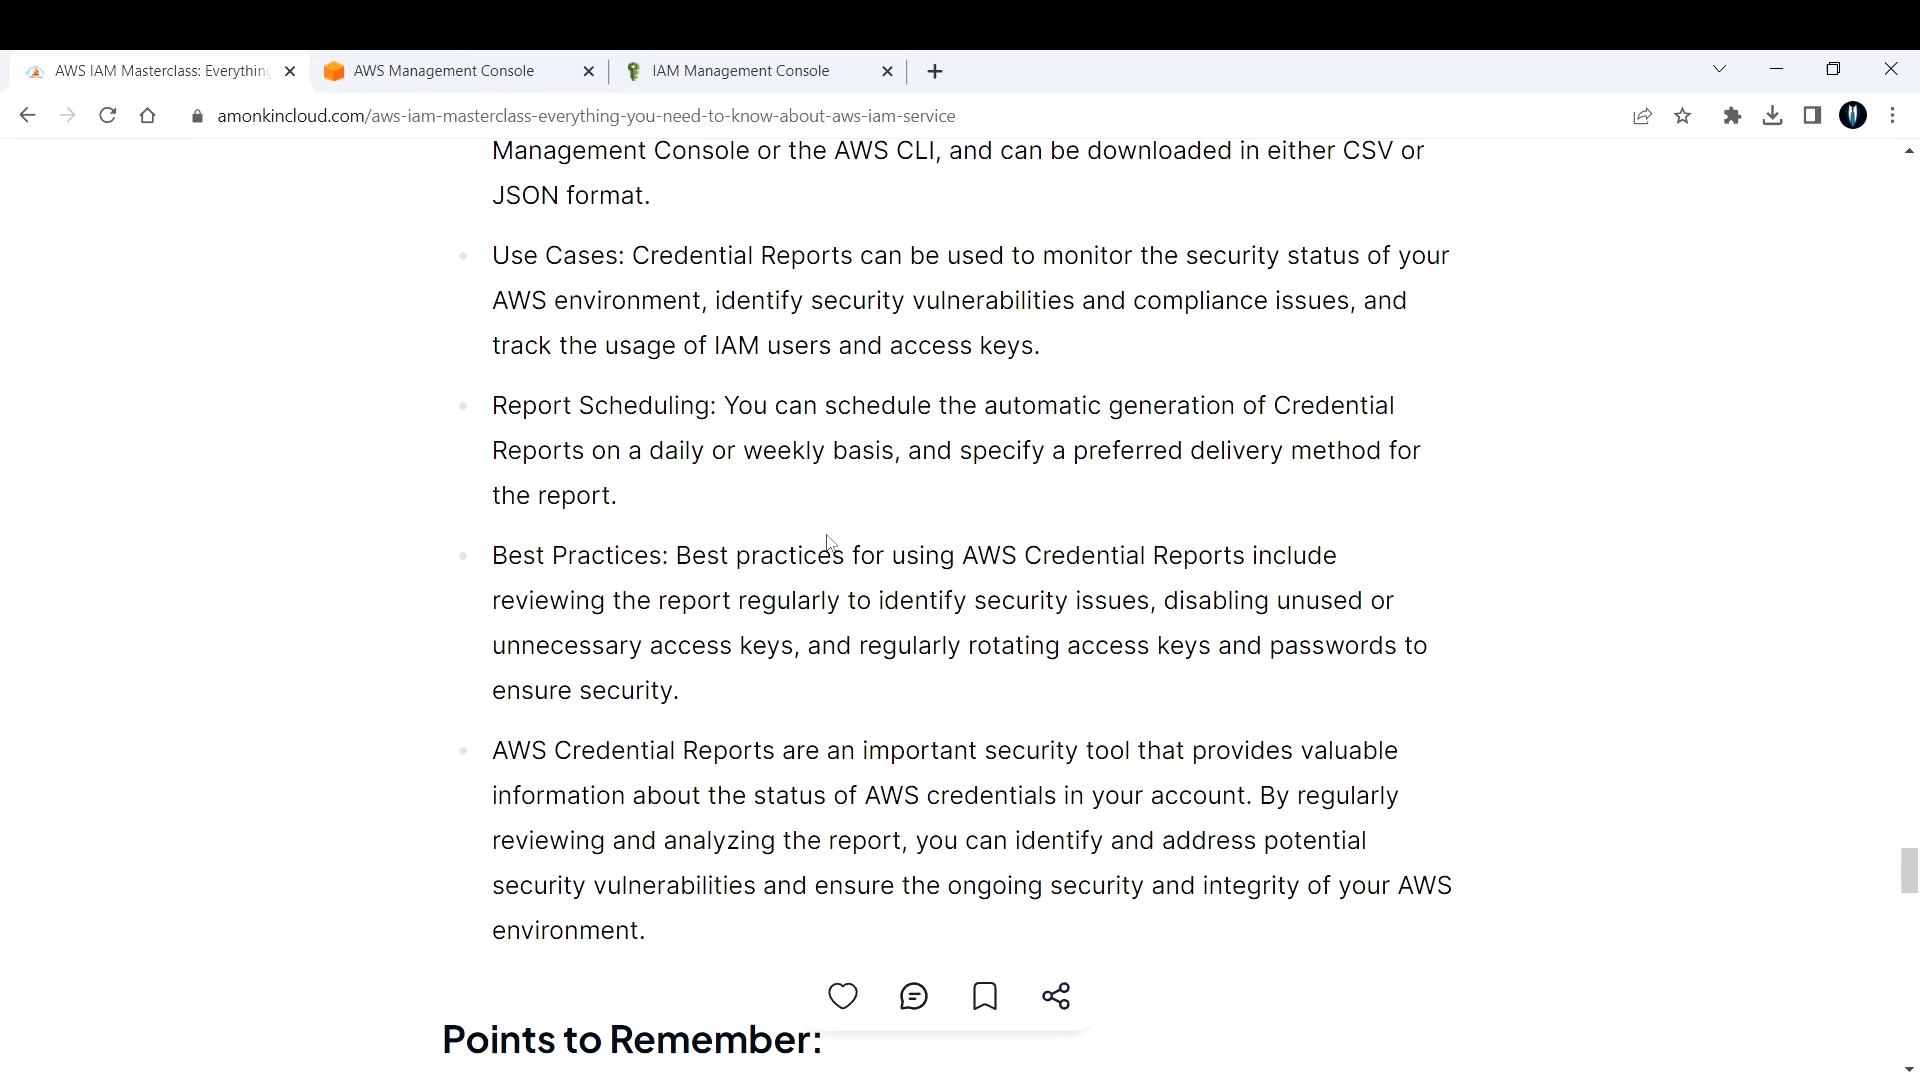 AWS IAM Masterclass: Everything
AWS Management Console
IAM Management Console
amonkincloud.com/aws-iam-masterclass-everything-you-need-to-know-about-aws-iam-service
Management Console or the AWS CLI, and can be downloaded in either CSV or
JSON format.
Use Cases: Credential Reports can be used to monitor the security status of your
AWS environment, identify security vulnerabilities and compliance issues, and
track the usage of IAM users and access keys.
Report Scheduling: You can schedule the automatic generation of Credential
Reports on a daily or weekly basis, and specify a preferred delivery method for
the report.
Best Practices: Best practices for using AWS Credential Reports include
reviewing the report regularly to identify security issues, disabling unused or
unnecessary access keys, and regularly rotating access keys and passwords to
ensure security.
AWS Credential Reports are an important security tool that provides valuable
information about the status of AWS credentials in your account. By regularly
reviewing and analyzing the report, you can identify and address potential
security vulnerabilities and ensure the ongoing security and integrity of your AWS
environment.
Points to Remember: